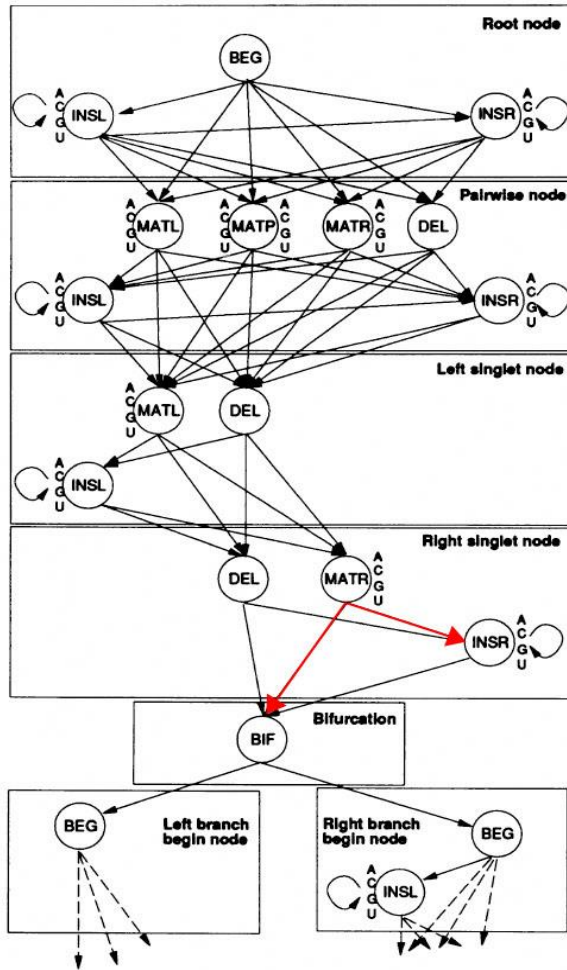 Root node
BEG
A C G U INSL
INSR A C G U
Pairwise node
A C G U MATL
A C G U MATP A C G U
MATR A C G U
DEL
A C G U INSL
INSR A C G U
Left singlet node
A C G U MATL
DEL
A C G U INSL
Right singlet node
DEL
MATR A C G U
INSR A C G U
Bifurcation
BIF
BEG
Left branch
begin node
Right branch
begin node
BEG
A C G U INSL